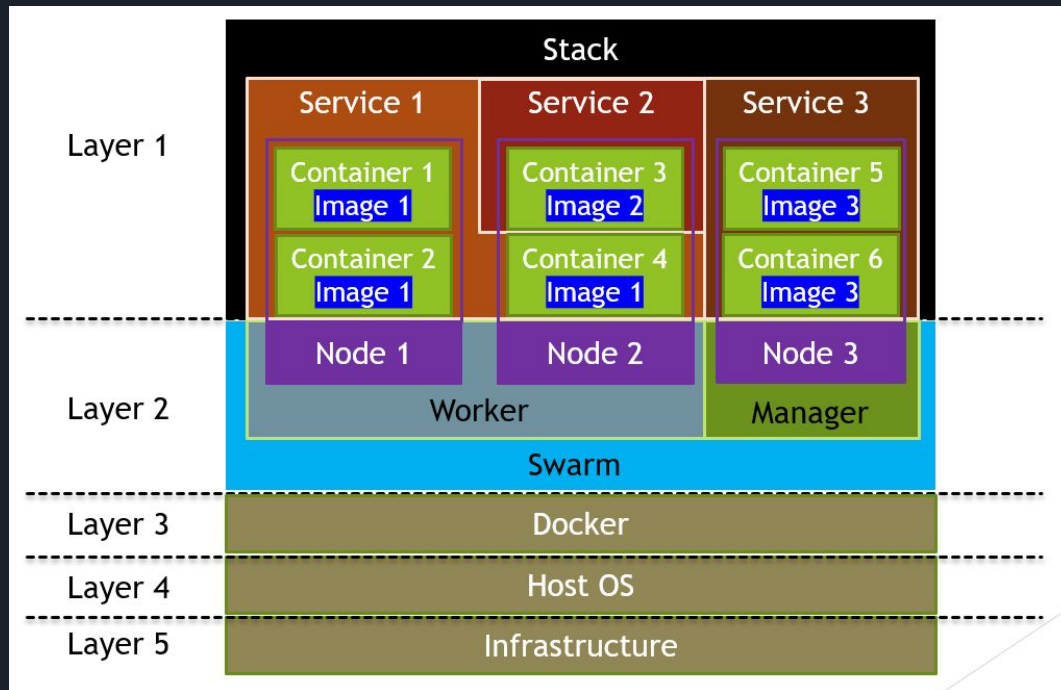 Stack
Service 1 Service 2 Service 3
Layer 1
Container 1 Container 3 Container 5
Image 1 Image 2 Image 3
Container 2 Container 4 Container 6
Image 1 Image 1 Image 3
Node 1 Node 2 Node 3
Layer 2
Worker Manager
Swarm
Layer 3 Docker
Layer 4 Host OS
Layer 5 Infrastructure